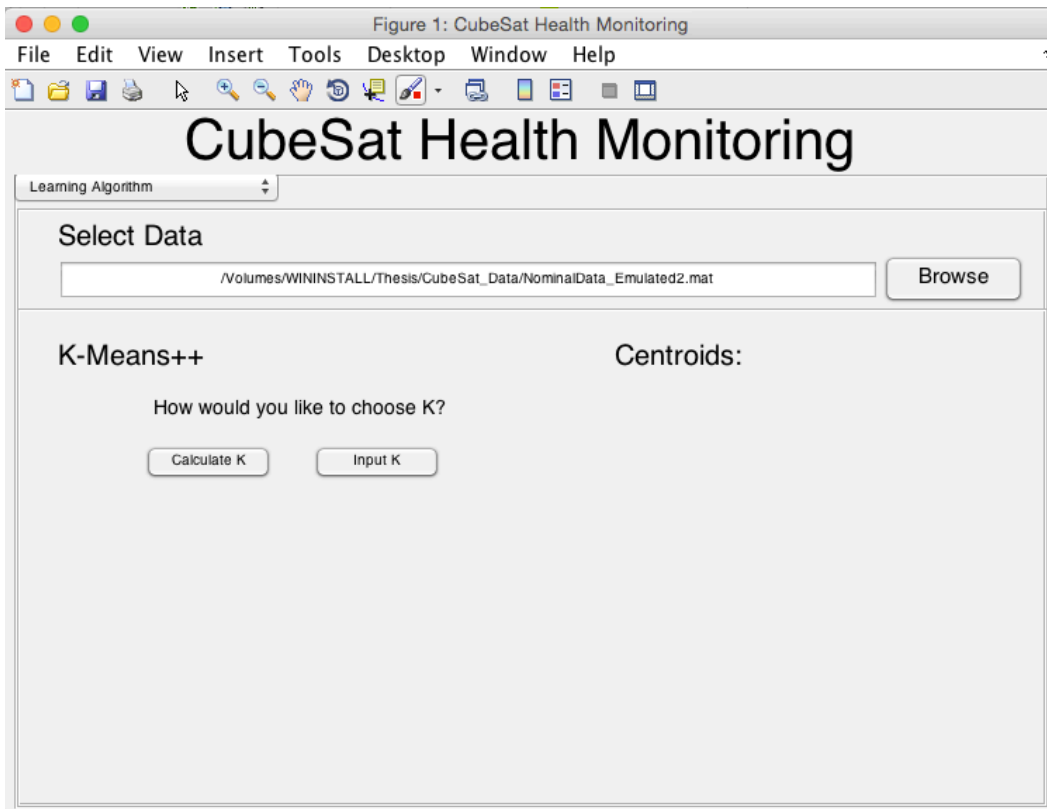 Figure 1: CubeSat Health Monitoring
File Edit View Insert Tools Desktop Window Help
CubeSat Health Monitoring
Learning Algorithm
Select Data
/Volumes/WININSTALL/Thesis/CubeSat_Data/NominalData_Emulated2.mat
Browse
K-Means++
Centroids:
How would you like to choose K?
Calculate K
Input K